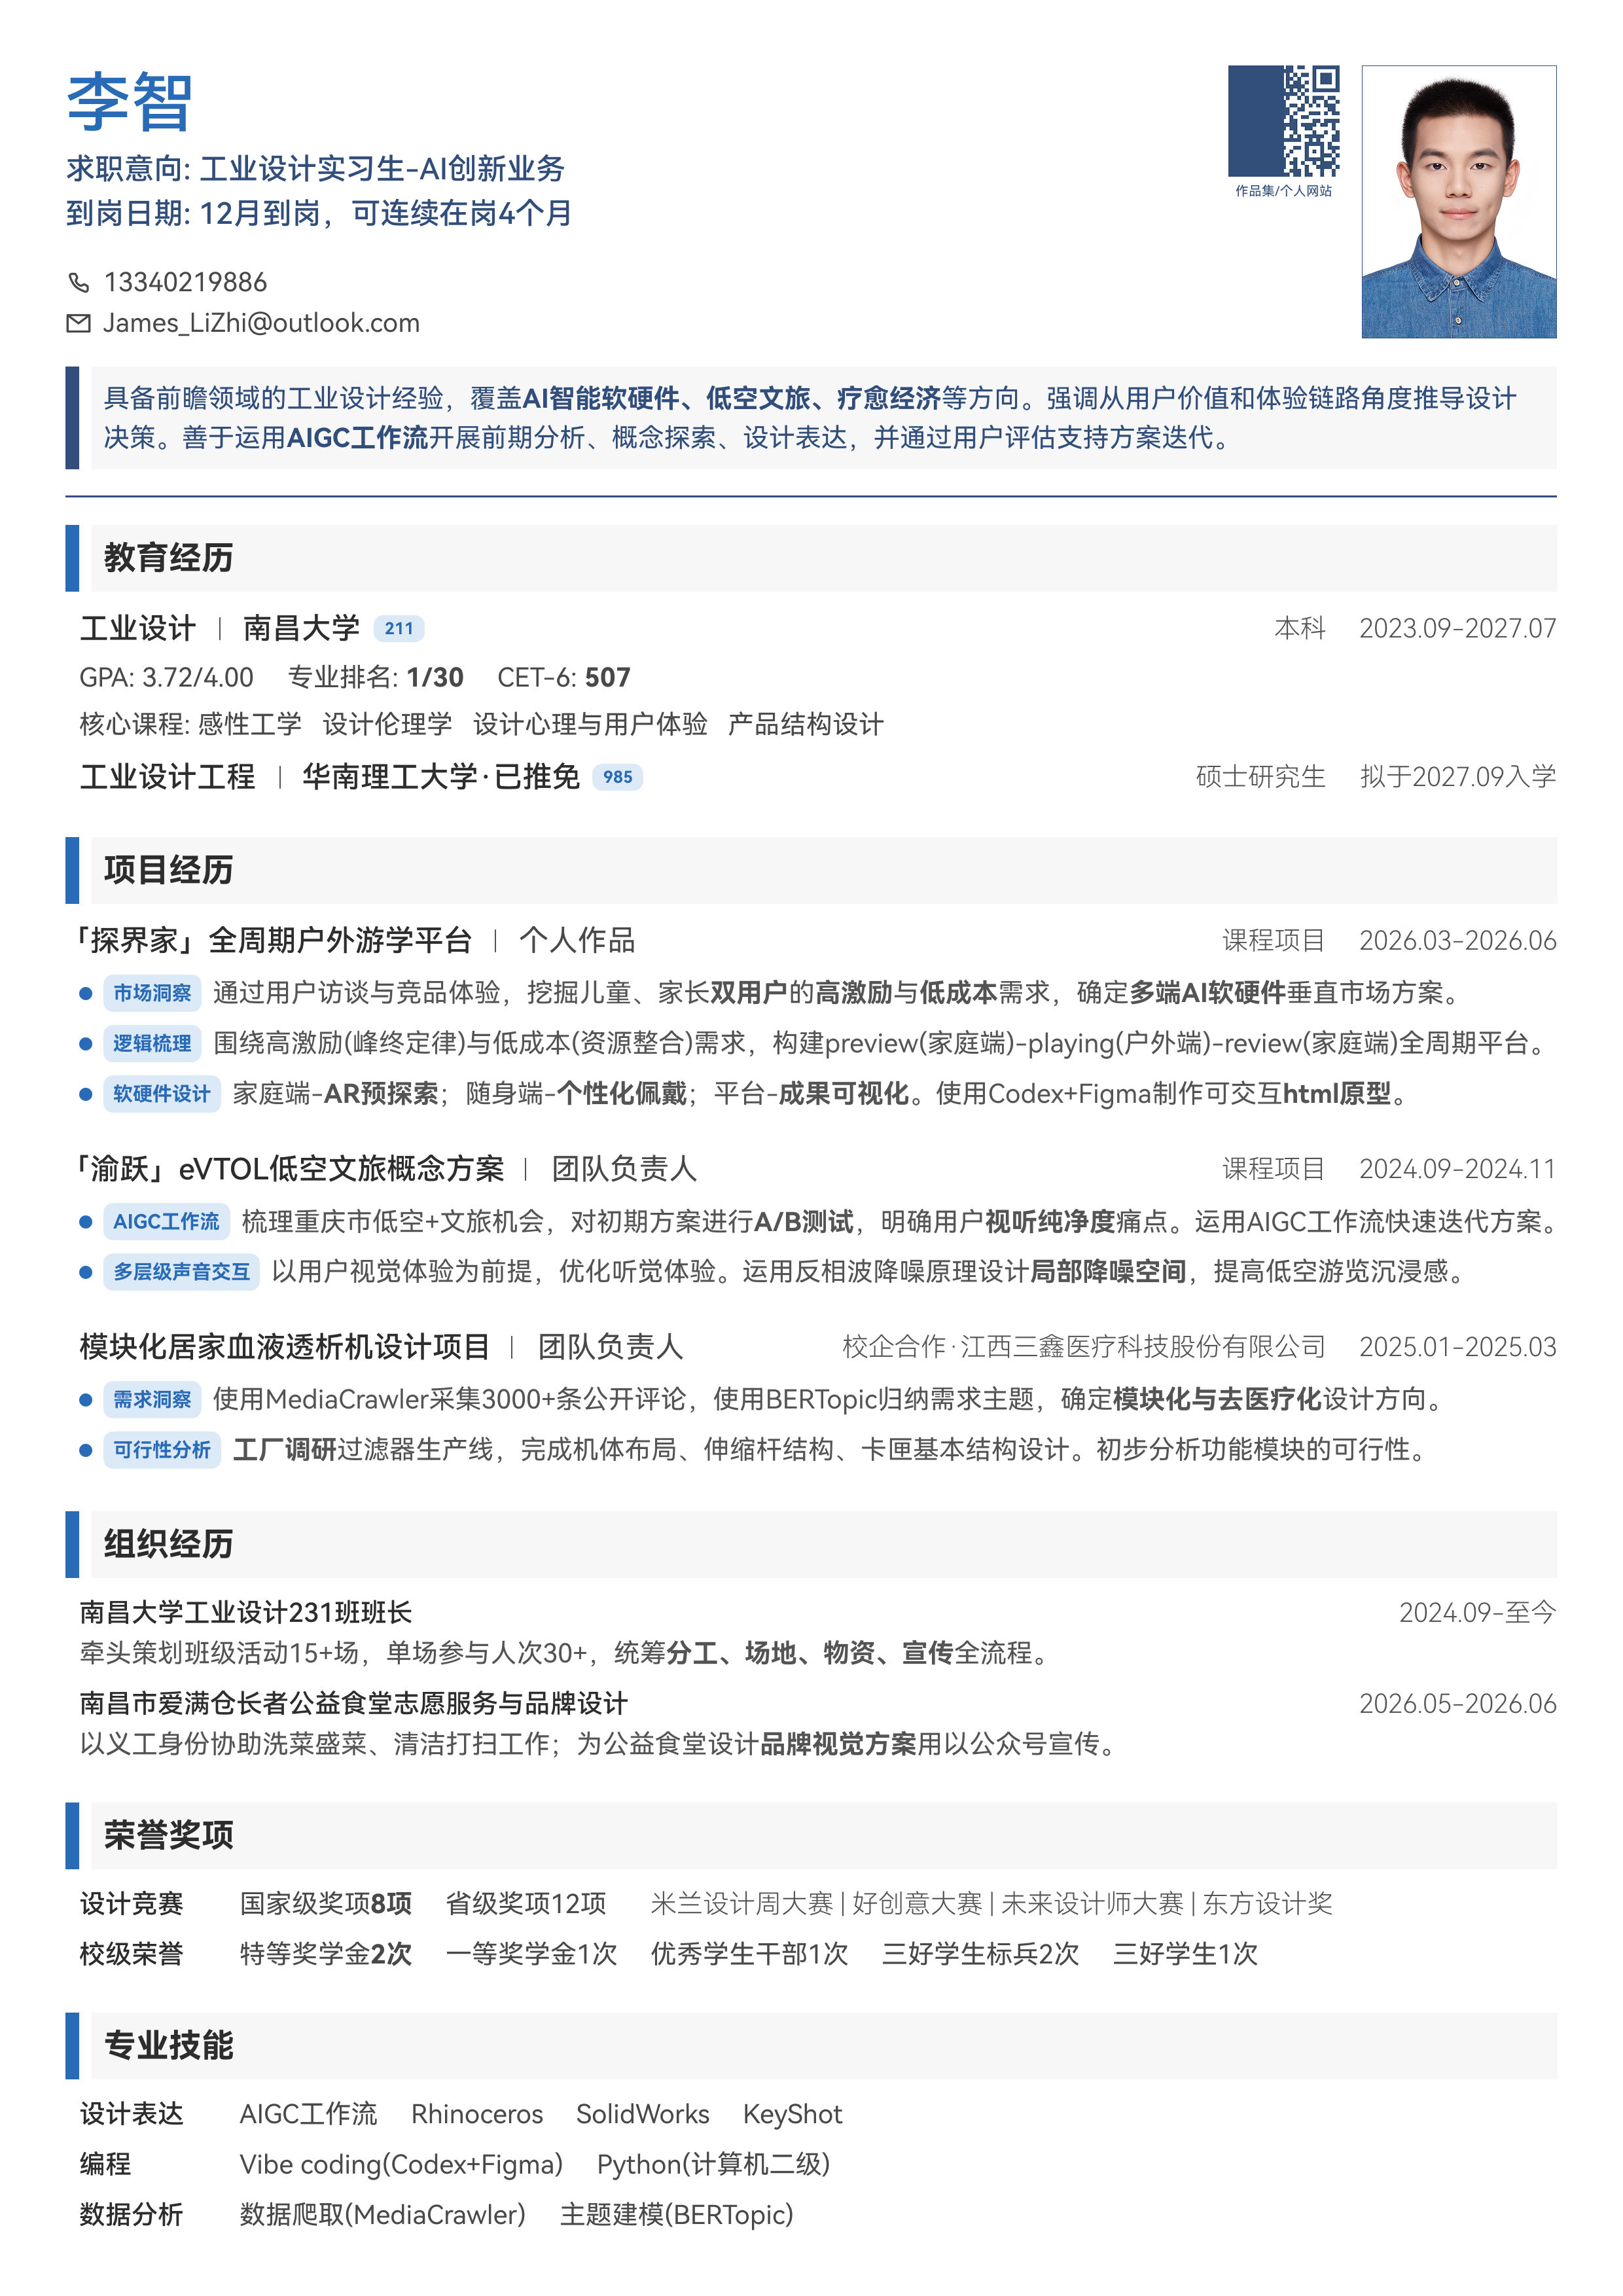 李智
求职意向: 工业设计实习生-AI创新业务
到岗日期: 12月到岗，可连续在岗4个月
13340219886
James_LiZhi@outlook.com
作品集/个人网站
具备前瞻领域的工业设计经验，覆盖AI智能软硬件、低空文旅、疗愈经济等方向。强调从用户价值和体验链路角度推导设计
决策。善于运用AIGC工作流开展前期分析、概念探索、设计表达，并通过用户评估支持方案迭代。
教育经历
工业设计 | 南昌大学 211 本科 2023.09-2027.07
GPA: 3.72/4.00 专业排名: 1/30 CET-6: 507
核心课程: 感性工学 设计伦理学 设计心理与用户体验 产品结构设计
工业设计工程 | 华南理工大学·已推免 985 硕士研究生 拟于2027.09入学
项目经历
「探界家」全周期户外游学平台 | 个人作品 课程项目 2026.03-2026.06
市场洞察 通过用户访谈与竞品体验，挖掘儿童、家长双用户的高激励与低成本需求，确定多端AI软硬件垂直市场方案。
逻辑梳理 围绕高激励(峰终定律)与低成本(资源整合)需求，构建preview(家庭端)-playing(户外端)-review(家庭端)全周期平台。
软硬件设计 家庭端-AR预探索；随身端-个性化佩戴；平台-成果可视化。使用Codex+Figma制作可交互html原型。
「渝跃」eVTOL低空文旅概念方案 | 团队负责人 课程项目 2024.09-2024.11
AIGC工作流 梳理重庆市低空+文旅机会，对初期方案进行A/B测试，明确用户视听纯净度痛点。运用AIGC工作流快速迭代方案。
多层级声音交互 以用户视觉体验为前提，优化听觉体验。运用反相波降噪原理设计局部降噪空间，提高低空游览沉浸感。
模块化居家血液透析机设计项目 | 团队负责人 校企合作·江西三鑫医疗科技股份有限公司 2025.01-2025.03
需求洞察 使用MediaCrawler采集3000+条公开评论，使用BERTopic归纳需求主题，确定模块化与去医疗化设计方向。
可行性分析 工厂调研过滤器生产线，完成机体布局、伸缩杆结构、卡匣基本结构设计。初步分析功能模块的可行性。
组织经历
南昌大学工业设计231班班长 2024.09-至今
牵头策划班级活动15+场，单场参与人次30+，统筹分工、场地、物资、宣传全流程。
南昌市爱满仓长者公益食堂志愿服务与品牌设计 2026.05-2026.06
以义工身份协助洗菜盛菜、清洁打扫工作；为公益食堂设计品牌视觉方案用以公众号宣传。
荣誉奖项
设计竞赛 国家级奖项8项 省级奖项12项 米兰设计周大赛 | 好创意大赛 | 未来设计师大赛 | 东方设计奖
校级荣誉 特等奖学金2次 一等奖学金1次 优秀学生干部1次 三好学生标兵2次 三好学生1次
专业技能
设计表达 AIGC工作流 Rhinoceros SolidWorks KeyShot
编程 Vibe coding(Codex+Figma) Python(计算机二级)
数据分析 数据爬取(MediaCrawler) 主题建模(BERTopic)